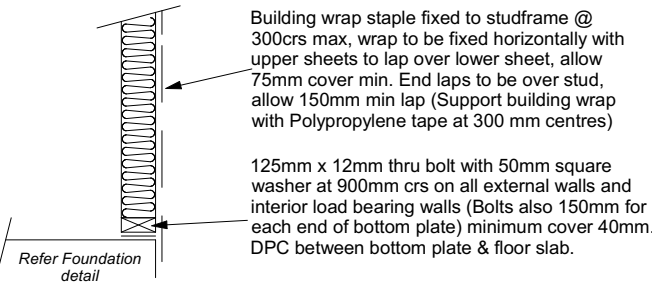 Building wrap staple fixed to studframe @
300crs max, wrap to be fixed horizontally with
upper sheets to lap over lower sheet, allow
75mm cover min. End laps to be over stud,
allow 150mm min lap (Support building wrap
with Polypropylene tape at 300 mm centres)
125mm x 12mm thru bolt with 50mm square
washer at 900mm crs on all external walls and
interior load bearing walls (Bolts also 150mm for
each end of bottom plate) minimum cover 40mm.
DPC between bottom plate & floor slab.
Refer Foundation
detail